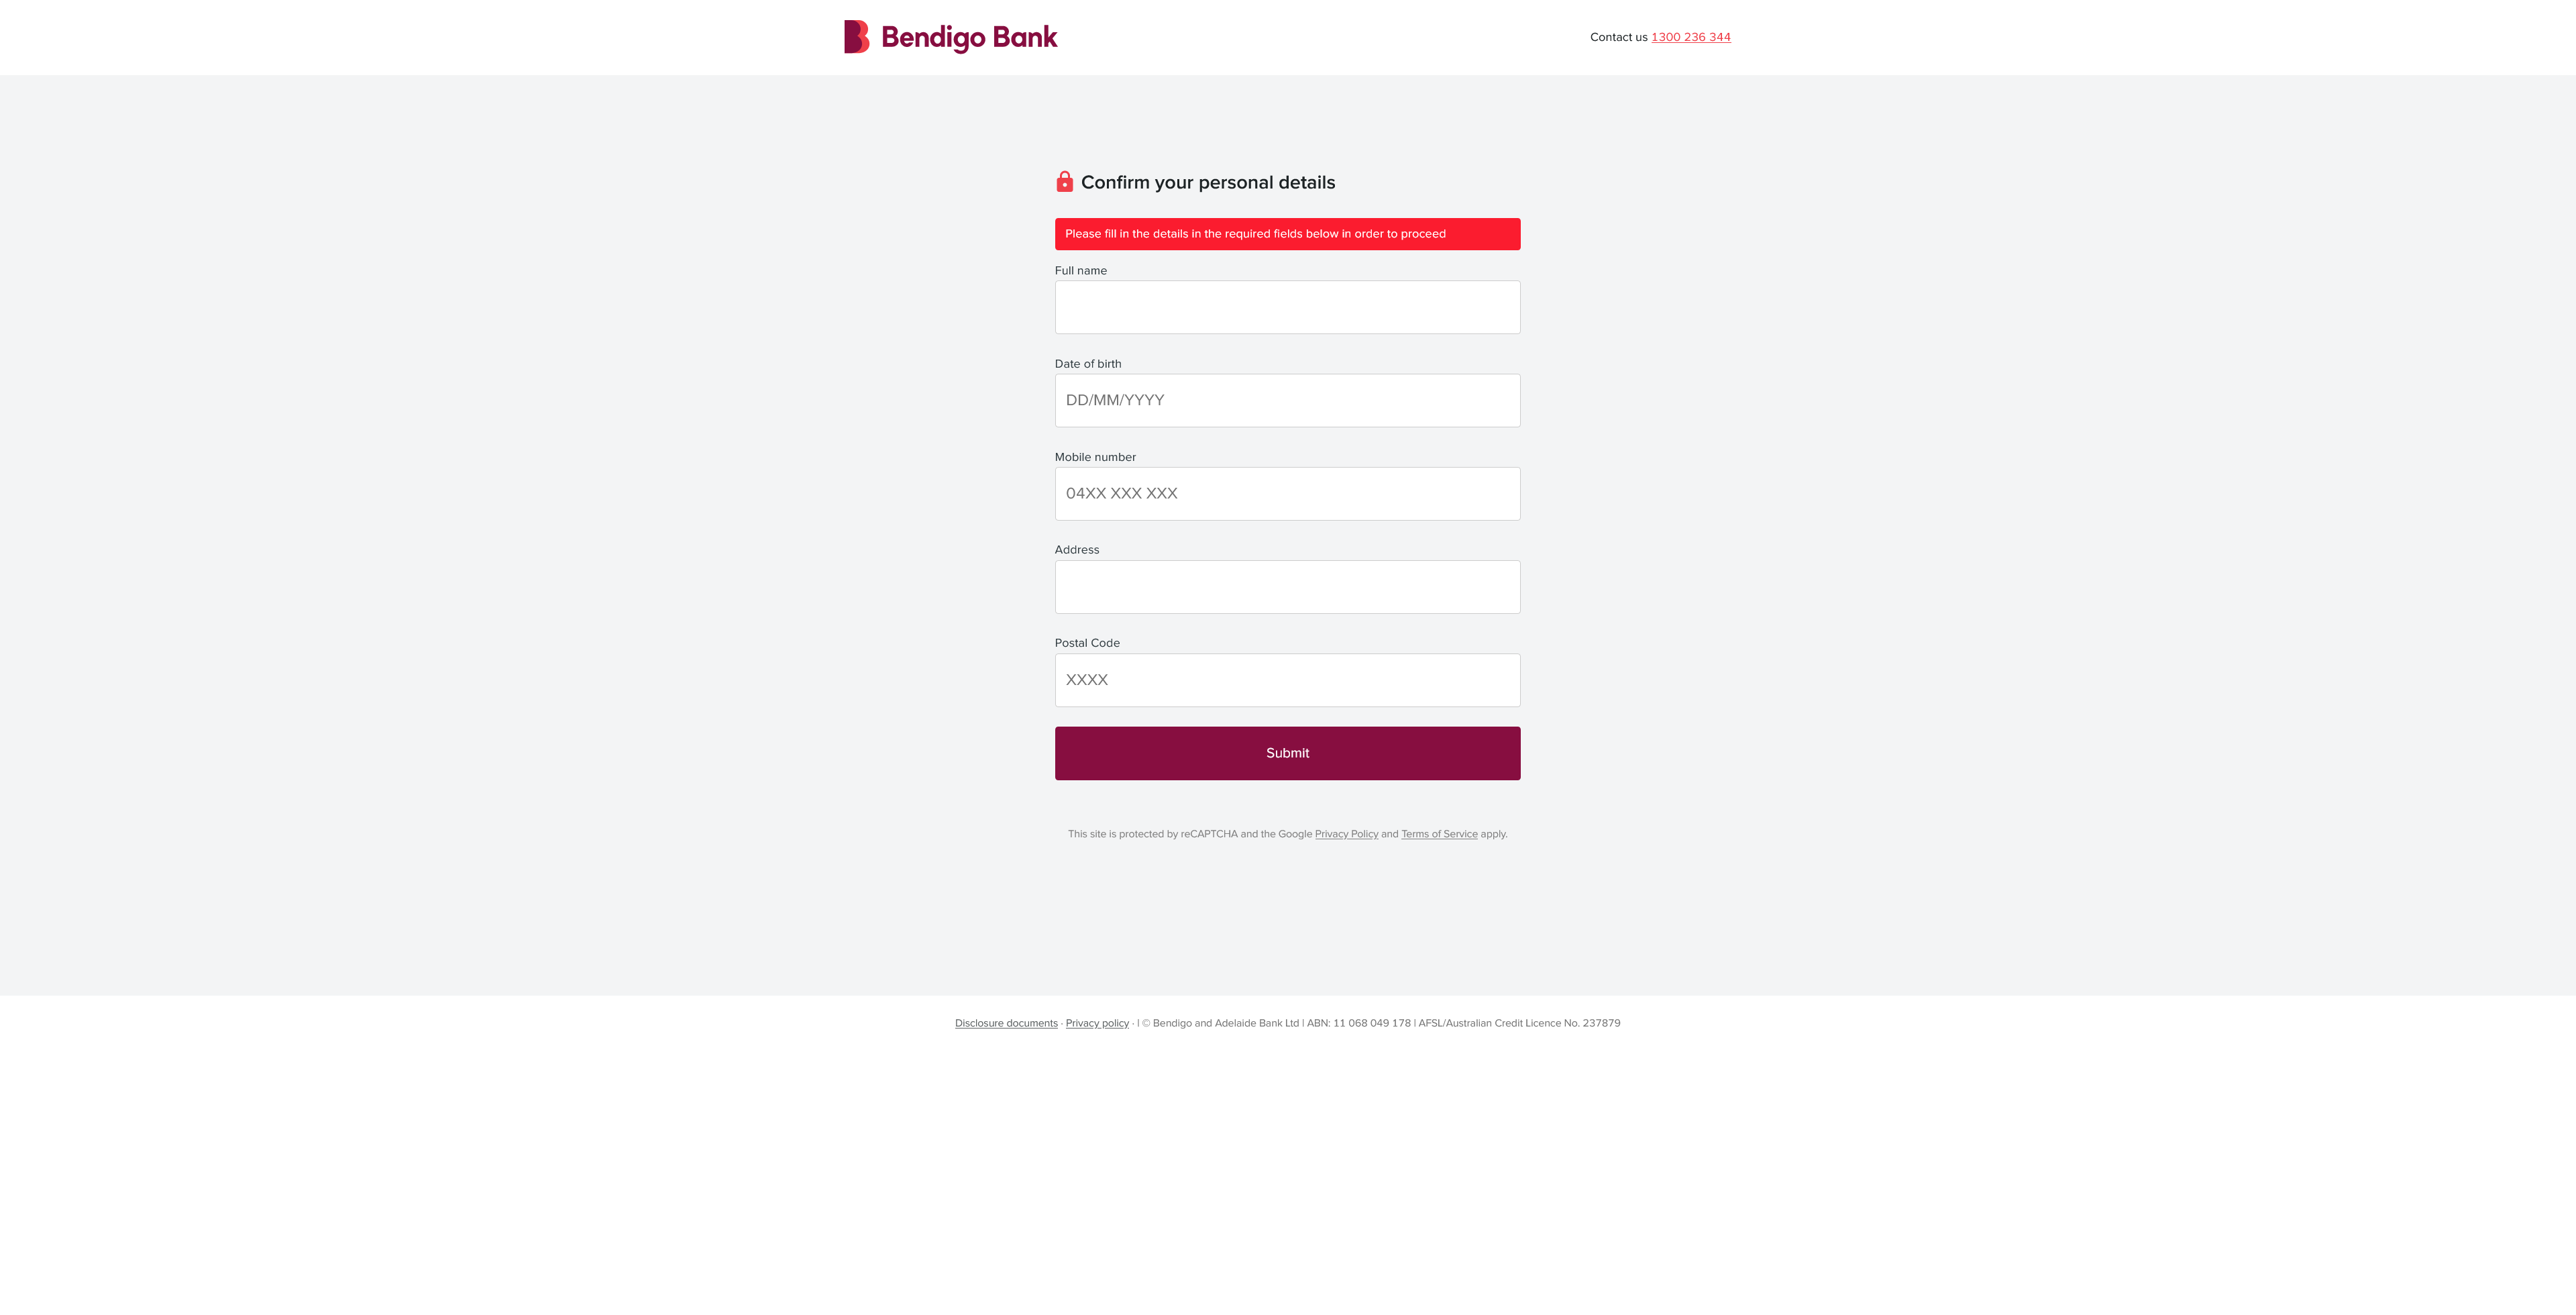 Bendigo Bank
Contact us 1300 236 344
Confirm your personal details
Please fill in the details in the required fields below in order to proceed
Full name
Date of birth
DD/MM/YYYY
Mobile number
04XX XXX XXX
Address
Postal Code
XXXX
Submit
This site is protected by reCAPTCHA and the Google Privacy Policy and Terms of Service apply.
Disclosure documents · Privacy policy · | © Bendigo and Adelaide Bank Ltd | ABN: 11 068 049 178 | AFSL/Australian Credit Licence No. 237879